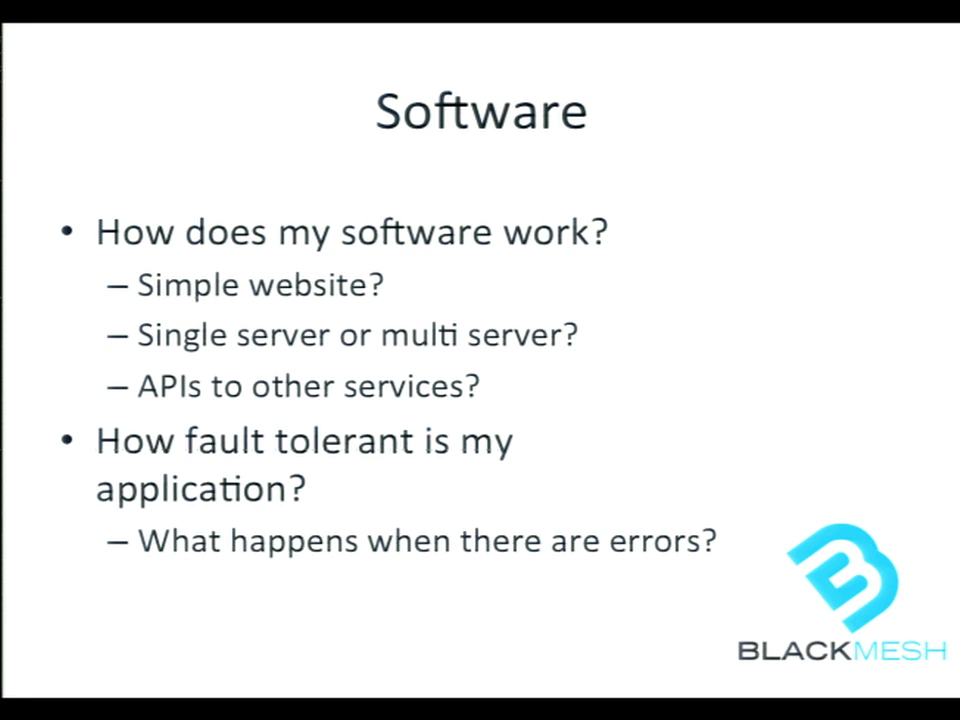 Software
• How does my software work?
– Simple website?
– Single server or multi server?
– APIs to other services?
• How fault tolerant is my
application?
– What happens when there are errors?
BLACKMESH